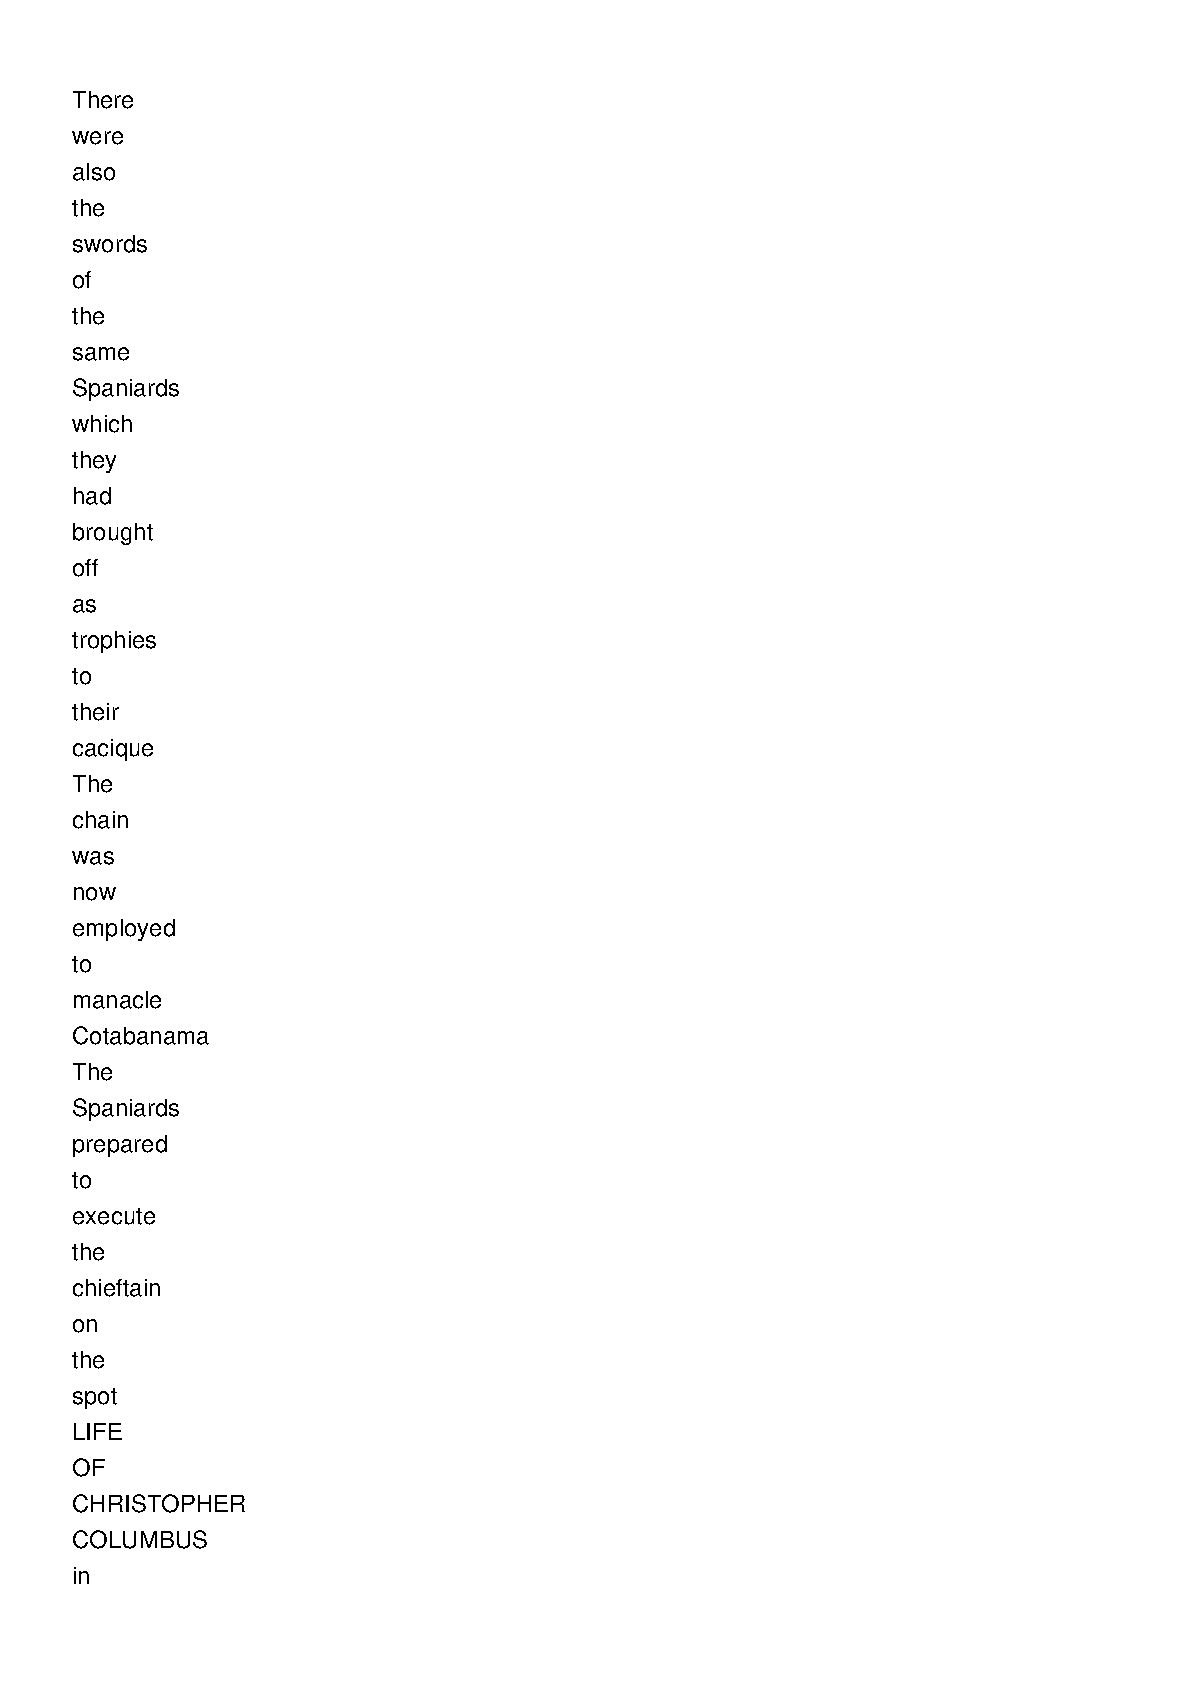 There
were
also
the
swords
of
the
same
Spaniards
which
they
had
brought
off
as
trophies
to
their
cacique
The
chain
was
now
employed
to
manacle
Cotabanama
The
Spaniards
prepared
to
execute
the
chieftain
on
the
spot
LIFE
OF
CHRISTOPHER
COLUMBUS
in